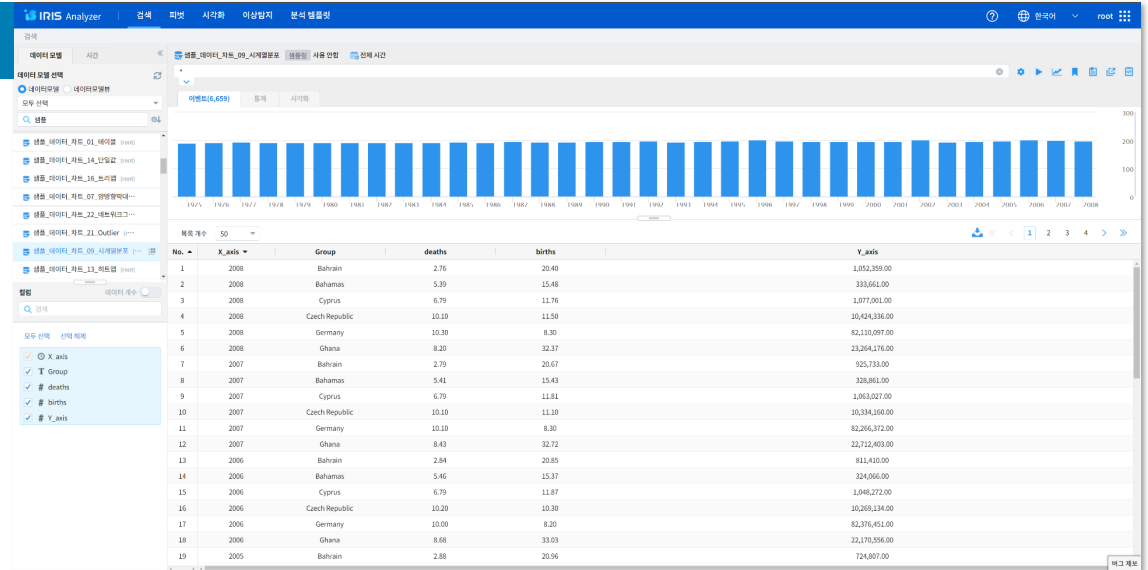 IRIS Analyzer 검색 피벗 시각화 이상탐지 분석 템플릿 한국어 root
검색
데이터 모델 시간
데이터 모델 선택
데이터모델 데이터모델뷰
모두 선택
샘플
샘플_데이터_차트_01_테이블 (root)
샘플_데이터_차트_14_단일값 (root)
샘플_데이터_차트_16_트리맵 (root)
샘플_데이터_차트_07_양방향막대…
샘플_데이터_차트_22_네트워크그…
샘플_데이터_차트_21_Outlier (r…
샘플_데이터_차트_09_시계열분포 (…
샘플_데이터_차트_13_히트맵 (root)
컬럼 데이터 개수
검색
모두 선택 선택 해제
X_axis
T Group
# deaths
# births
# Y_axis
샘플_데이터_차트_09_시계열분포 샘플링 사용 안함 전체 시간
*
이벤트(6,659) 통계 시각화
300
200
100
0
1975 1976 1977 1978 1979 1980 1981 1982 1983 1984 1985 1986 1987 1988 1989 1990 1991 1992 1993 1994 1995 1996 1997 1998 1999 2000 2001 2002 2003 2004 2005 2006 2007 2008
목록 개수 50 1 2 3 4
No. X_axis Group deaths births Y_axis
1 2008 Bahrain 2.76 20.40 1,052,359.00
2 2008 Bahamas 5.39 15.48 333,661.00
3 2008 Cyprus 6.79 11.76 1,077,001.00
4 2008 Czech Republic 10.10 11.50 10,424,336.00
5 2008 Germany 10.30 8.30 82,110,097.00
6 2008 Ghana 8.20 32.37 23,264,176.00
7 2007 Bahrain 2.79 20.67 925,733.00
8 2007 Bahamas 5.41 15.43 328,861.00
9 2007 Cyprus 6.79 11.81 1,063,027.00
10 2007 Czech Republic 10.10 11.10 10,334,160.00
11 2007 Germany 10.10 8.30 82,266,372.00
12 2007 Ghana 8.43 32.72 22,712,403.00
13 2006 Bahrain 2.84 20.85 811,410.00
14 2006 Bahamas 5.46 15.37 324,066.00
15 2006 Cyprus 6.79 11.87 1,048,272.00
16 2006 Czech Republic 10.20 10.30 10,269,134.00
17 2006 Germany 10.00 8.20 82,376,451.00
18 2006 Ghana 8.68 33.03 22,170,556.00
19 2005 Bahrain 2.88 20.96 724,807.00
버그 제보